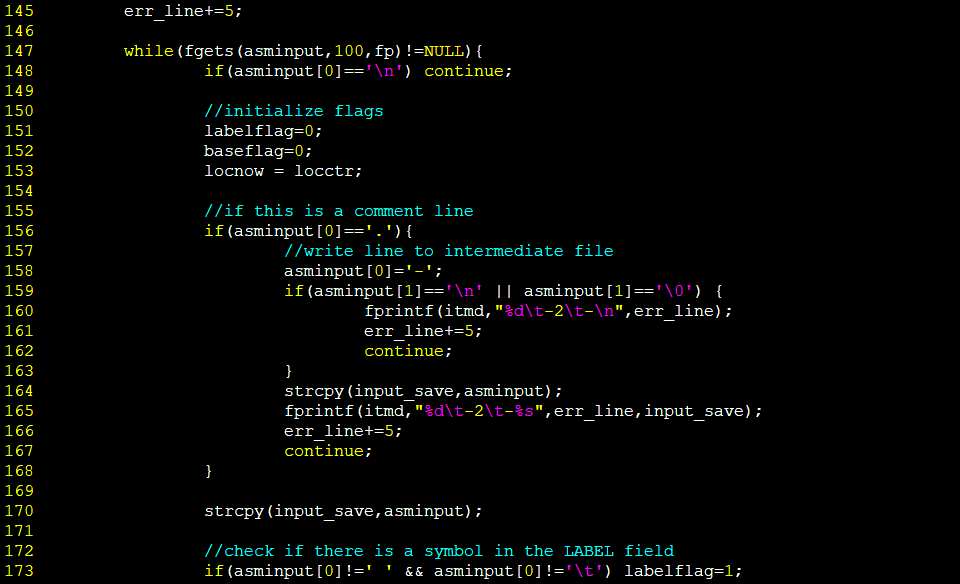 145         err_line+=5;
146
147         while(fgets(asminput,100,fp)!=NULL){
148                 if(asminput[0]=='\n') continue;
149
150                 //initialize flags
151                 labelflag=0;
152                 baseflag=0;
153                 locnow = locctr;
154
155                 //if this is a comment line
156                 if(asminput[0]=='.'){
157                         //write line to intermediate file
158                         asminput[0]='-';
159                         if(asminput[1]=='\n' || asminput[1]=='\0') {
160                                 fprintf(itmd,"%d\t-2\t-\n",err_line);
161                                 err_line+=5;
162                                 continue;
163                         }
164                         strcpy(input_save,asminput);
165                         fprintf(itmd,"%d\t-2\t-%s",err_line,input_save);
166                         err_line+=5;
167                         continue;
168                 }
169
170                 strcpy(input_save,asminput);
171
172                 //check if there is a symbol in the LABEL field
173                 if(asminput[0]!=' ' && asminput[0]!='\t') labelflag=1;